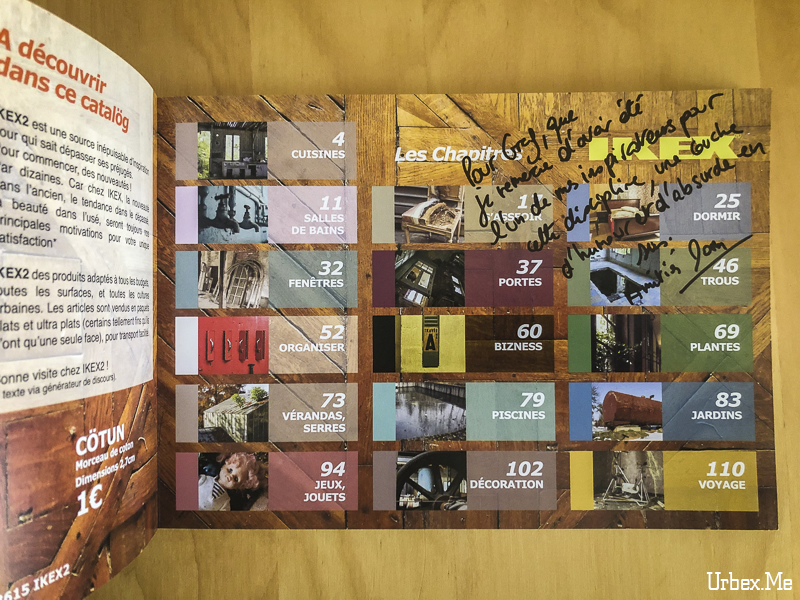 A découvrir
dans ce catalög
IKEX2 est une source inépuisable d'inspiration
pour qui sait dépasser ses préjugés.
Pour commencer, des nouveautés !
Par dizaines. Car chez IKEX, la nouveauté
dans l'ancien, le tendance dans le dépassé,
beauté dans l'usé, seront toujours nos
principales motivations pour votre unique
satisfaction*
IKEX2 des produits adaptés à tous les budgets,
toutes les surfaces, et toutes les cultures
urbaines. Les articles sont vendus en paquets
plats et ultra plats (certains tellement fins qu'ils
n'ont qu'une seule face), pour transport facilité.
Bonne visite chez IKEX2 !
texte via générateur de discours).
CÖTUN
Morceau de coton
Dimensions 2,7cm
1€
3615 IKEX2
Les Chapitres
IKEX
Pour Graf, que
je remercie d'avoir été
l'un de mes inspirateurs pour
cette discipline, une touche
d'humour et d'absurde en
4
CUISINES
11
SALLES
DE BAINS
25
DORMIR
32
FENÊTRES
37
PORTES
46
TROUS
52
ORGANISER
60
BIZNESS
69
PLANTES
73
VÉRANDAS,
SERRES
79
PISCINES
83
JARDINS
94
JEUX,
JOUETS
102
DÉCORATION
110
VOYAGE
A
Urbex.Me